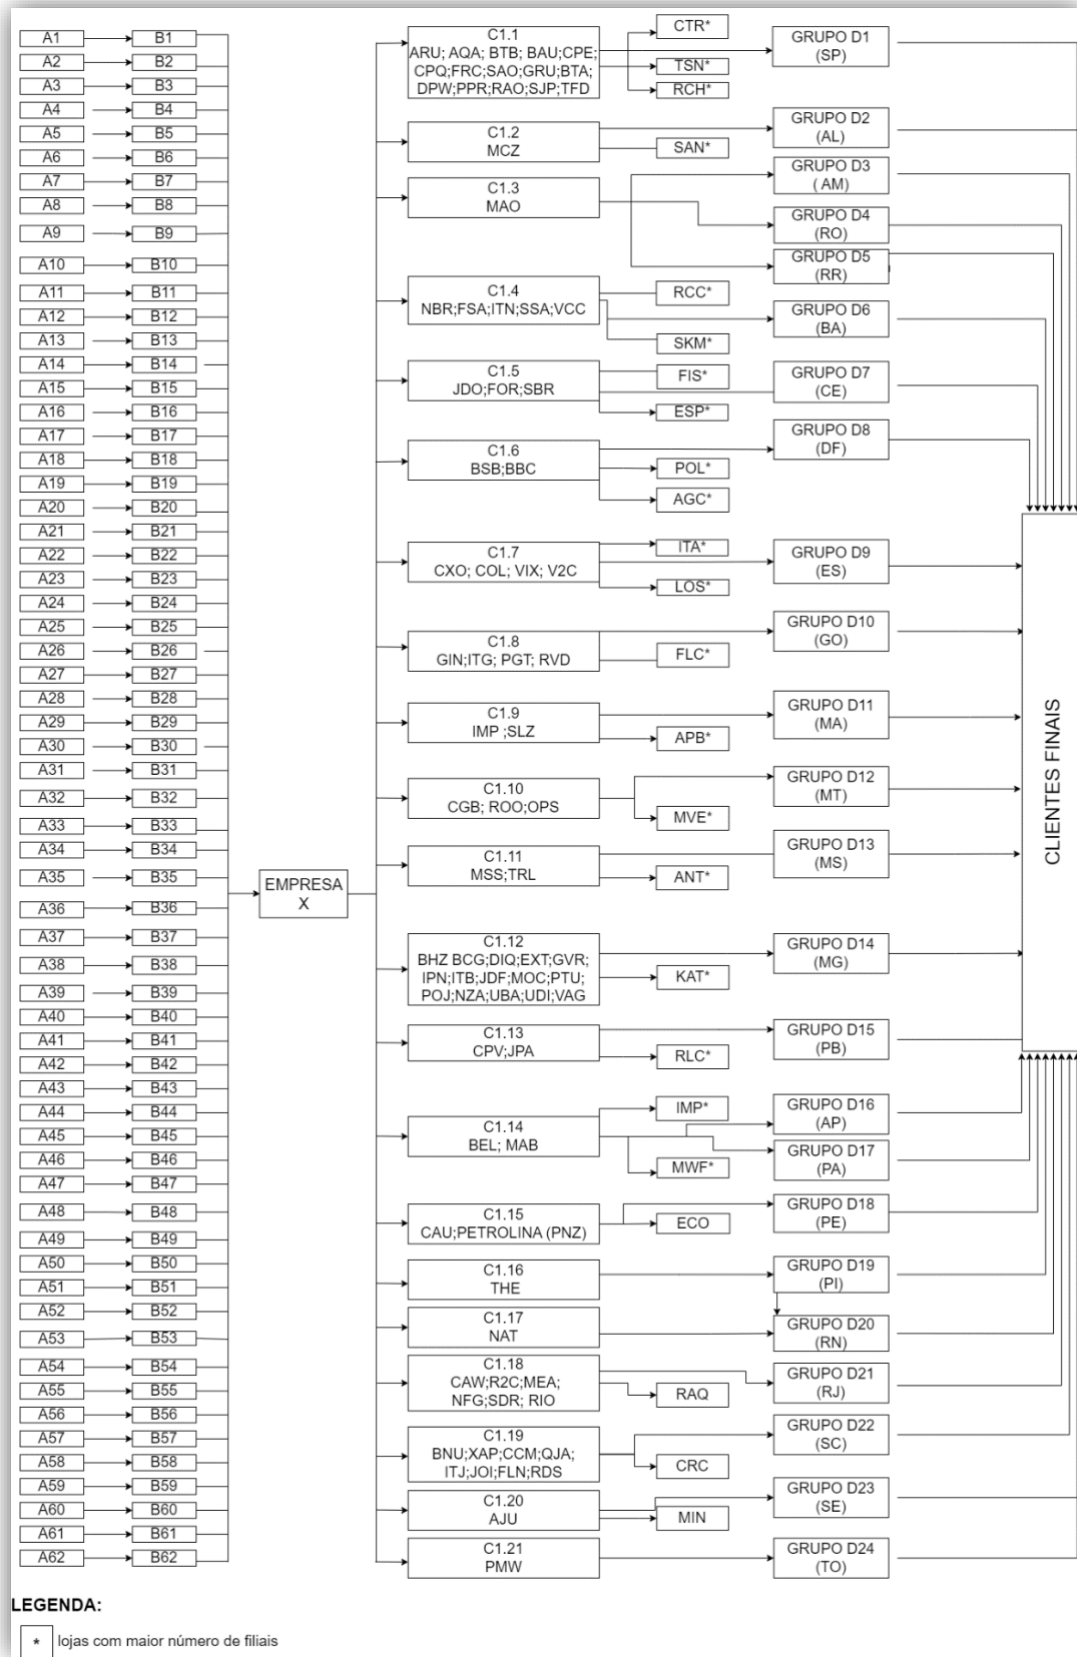 A1 B1
A2 B2
A3 B3
A4 B4
A5 B5
A6 B6
A7 B7
A8 B8
A9 B9
A10 B10
A11 B11
A12 B12
A13 B13
A14 B14
A15 B15
A16 B16
A17 B17
A18 B18
A19 B19
A20 B20
A21 B21
A22 B22
A23 B23
A24 B24
A25 B25
A26 B26
A27 B27
A28 B28
A29 B29
A30 B30
A31 B31
A32 B32
A33 B33
A34 B34
A35 B35
A36 B36
A37 B37
A38 B38
A39 B39
A40 B40
A41 B41
A42 B42
A43 B43
A44 B44
A45 B45
A46 B46
A47 B47
A48 B48
A49 B49
A50 B50
A51 B51
A52 B52
A53 B53
A54 B54
A55 B55
A56 B56
A57 B57
A58 B58
A59 B59
A60 B60
A61 B61
A62 B62
EMPRESA
X
C1.1
ARU; AQA; BTB; BAU;CPE;
CPQ;FRC;SAO;GRU;BTA;
DPW;PPR;RAO;SJP;TFD
CTR*
TSN*
RCH*
GRUPO D1
(SP)
C1.2
MCZ
SAN*
GRUPO D2
(AL)
C1.3
MAO
GRUPO D3
( AM)
GRUPO D4
(RO)
GRUPO D5
(RR)
C1.4
NBR;FSA;ITN;SSA;VCC
RCC*
SKM*
GRUPO D6
(BA)
C1.5
JDO;FOR;SBR
FIS*
ESP*
GRUPO D7
(CE)
C1.6
BSB;BBC
POL*
AGC*
GRUPO D8
(DF)
C1.7
CXO; COL; VIX; V2C
ITA*
LOS*
GRUPO D9
(ES)
C1.8
GIN;ITG; PGT; RVD
FLC*
GRUPO D10
(GO)
C1.9
IMP ;SLZ
APB*
GRUPO D11
(MA)
C1.10
CGB; ROO;OPS
MVE*
GRUPO D12
(MT)
C1.11
MSS;TRL
ANT*
GRUPO D13
(MS)
C1.12
BHZ BCG;DIQ;EXT;GVR;
IPN;ITB;JDF;MOC;PTU;
POJ;NZA;UBA;UDI;VAG
KAT*
GRUPO D14
(MG)
C1.13
CPV;JPA
RLC*
GRUPO D15
(PB)
C1.14
BEL; MAB
IMP*
MWF*
GRUPO D16
(AP)
GRUPO D17
(PA)
C1.15
CAU;PETROLINA (PNZ)
ECO
GRUPO D18
(PE)
C1.16
THE
GRUPO D19
(PI)
C1.17
NAT
GRUPO D20
(RN)
C1.18
CAW;R2C;MEA;
NFG;SDR; RIO
RAQ
GRUPO D21
(RJ)
C1.19
BNU;XAP;CCM;QJA;
ITJ;JOI;FLN;RDS
CRC
GRUPO D22
(SC)
C1.20
AJU
MIN
GRUPO D23
(SE)
C1.21
PMW
GRUPO D24
(TO)
CLIENTES FINAIS
LEGENDA:
* lojas com maior número de filiais